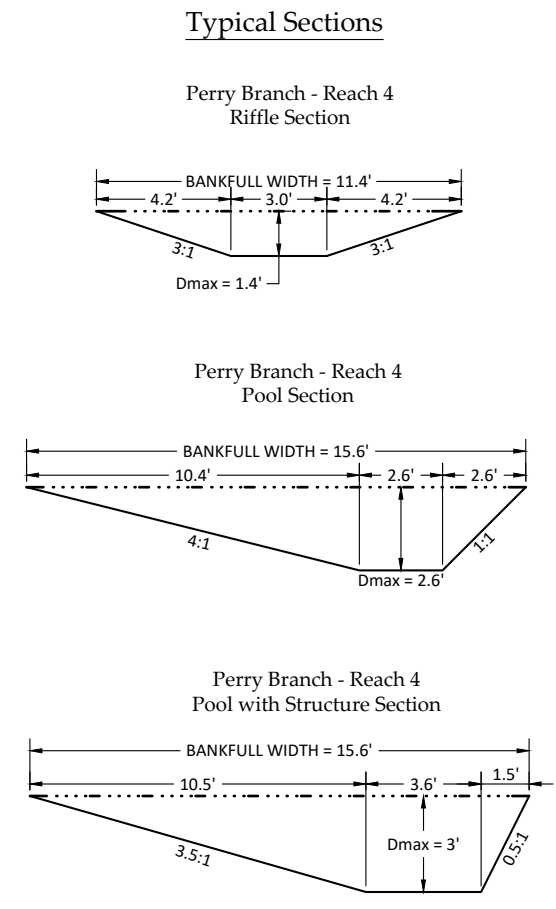 Typical Sections
Perry Branch - Reach 4
Riffle Section
BANKFULL WIDTH = 11.4'
4.2' 3.0' 4.2'
3:1 3:1
Dmax = 1.4'
Perry Branch - Reach 4
Pool Section
BANKFULL WIDTH = 15.6'
10.4' 2.6' 2.6'
4:1 1:1
Dmax = 2.6'
Perry Branch - Reach 4
Pool with Structure Section
BANKFULL WIDTH = 15.6'
10.5' 3.6' 1.5'
3.5:1 Dmax = 3' 0.5:1